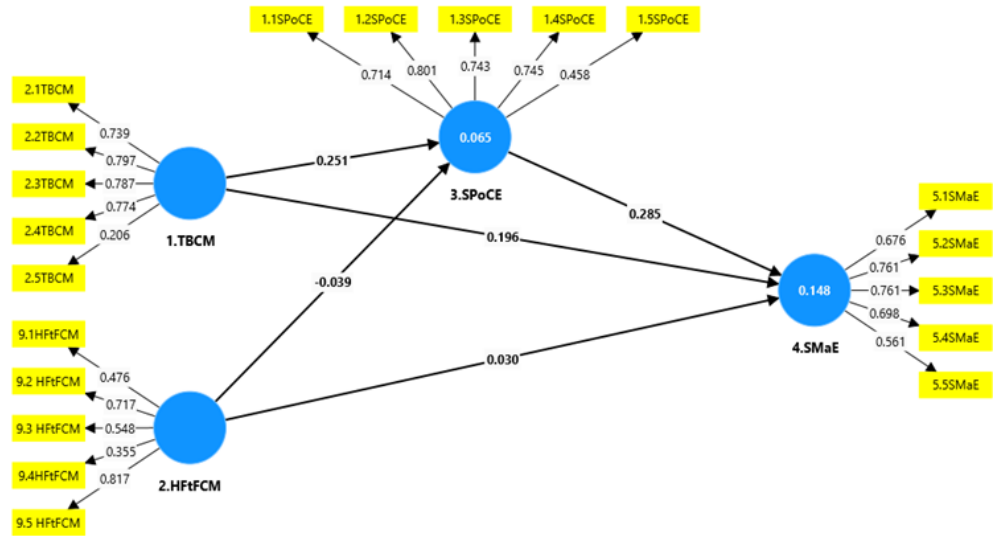 1.1SPoCE
1.2SPoCE
1.3SPoCE
1.4SPoCE
1.5SPoCE
0.714
0.801
0.743
0.745
0.458
2.1TBCM
2.2TBCM
2.3TBCM
2.4TBCM
2.5TBCM
0.739
0.797
0.787
0.774
0.206
1.TBCM
0.251
0.065
3.SPoCE
0.196
0.285
-0.039
0.030
0.148
4.SMaE
0.676
0.761
0.761
0.698
0.561
5.1SMaE
5.2SMaE
5.3SMaE
5.4SMaE
5.5SMaE
9.1HFtFCM
9.2 HFtFCM
9.3 HFtFCM
9.4HFtFCM
9.5 HFtFCM
0.476
0.717
0.548
0.355
0.817
2.HFtFCM